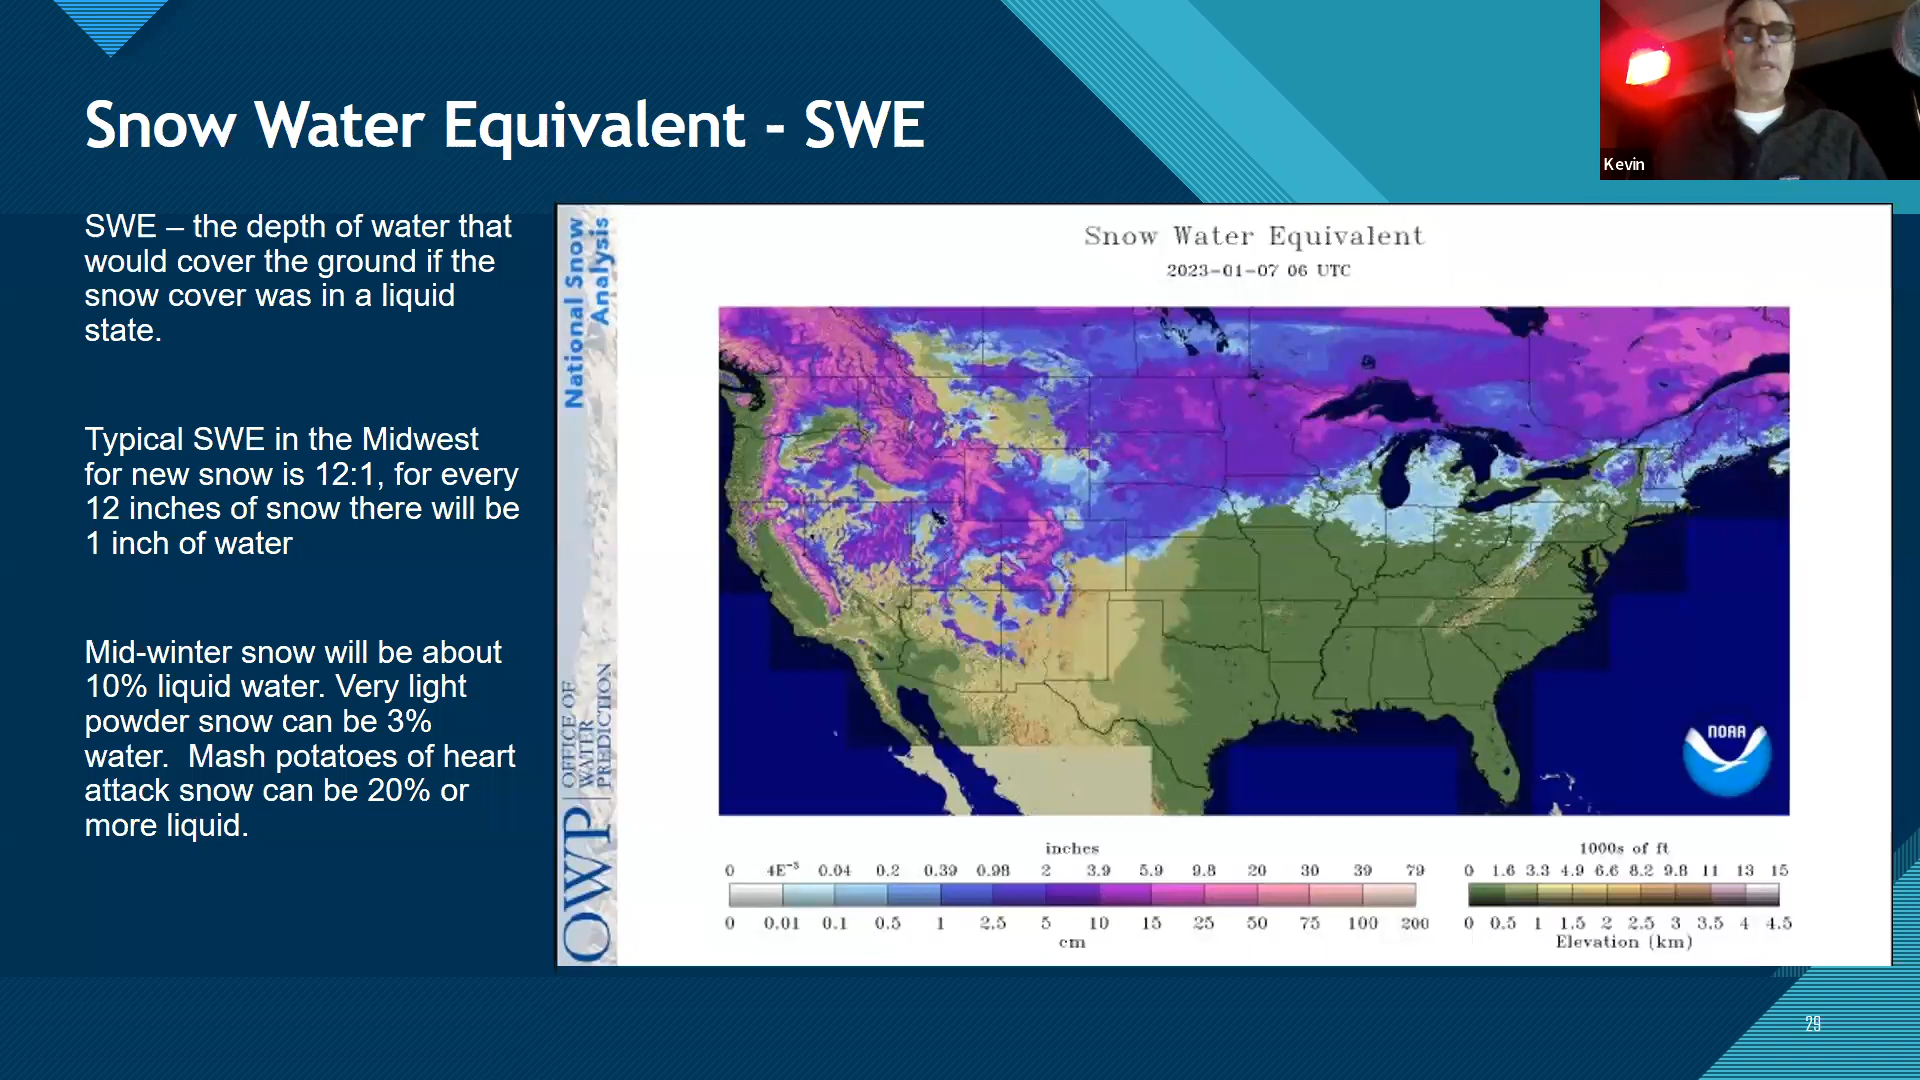 Snow Water Equivalent - SWE
Kevin
SWE – the depth of water that
would cover the ground if the
snow cover was in a liquid
state.
Typical SWE in the Midwest
for new snow is 12:1, for every
12 inches of snow there will be
1 inch of water
Mid-winter snow will be about
10% liquid water. Very light
powder snow can be 3%
water.  Mash potatoes of heart
attack snow can be 20% or
more liquid.
National Snow
Analysis
OWP
OFFICE OF
WATER
PREDICTION
Snow Water Equivalent
2023-01-07 06 UTC
NOAA
inches
0 4E⁻³ 0.04 0.2 0.39 0.98 2 3.9 5.9 9.8 20 30 39 79
0 0.01 0.1 0.5 1 2.5 5 10 15 25 50 75 100 200
cm
1000s of ft
0 1.6 3.3 4.9 6.6 8.2 9.8 11 13 15
0 0.5 1 1.5 2 2.5 3 3.5 4 4.5
Elevation (km)
29